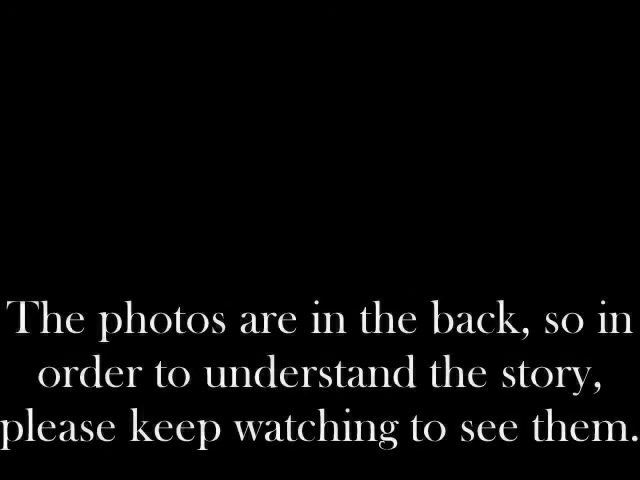 The photos are in the back, so in
order to understand the story,
please keep watching to see them.